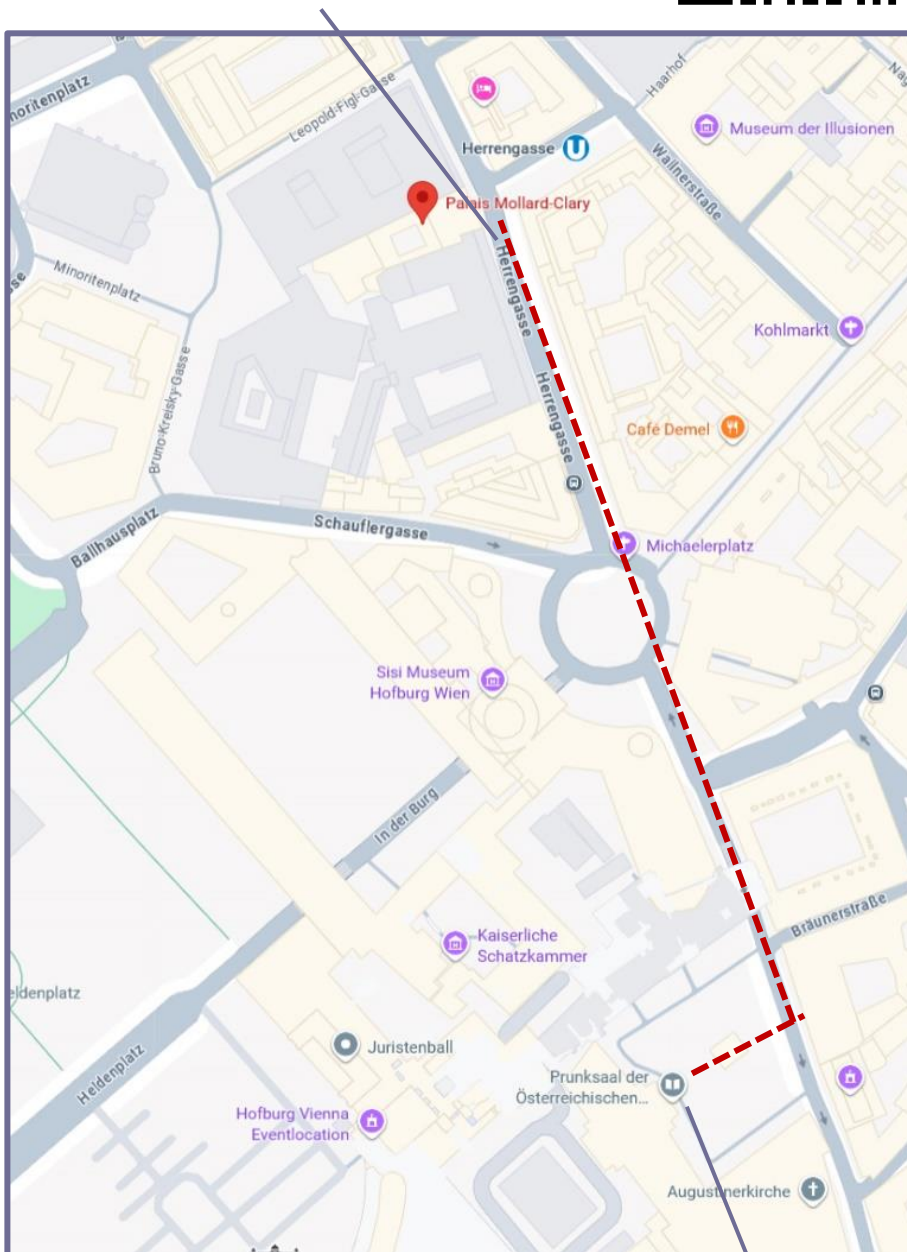 Leopold-Figl-Gasse
Haarhof
Museum der Illusionen
Herrengasse
Wallnerstraße
Palais Mollard-Clary
Minoritenplatz
Herrengasse
Kohlmarkt
Bruno-Kreisky-Gasse
Herrengasse
Café Demel
Schauflergasse
Ballhausplatz
Michaelerplatz
Sisi Museum
Hofburg Wien
In der Burg
Bräunerstraße
Kaiserliche
Schatzkammer
eldenplatz
Juristenball
Heldenplatz
Prunksaal der
Österreichischen...
Hofburg Vienna
Eventlocation
Augustinerkirche